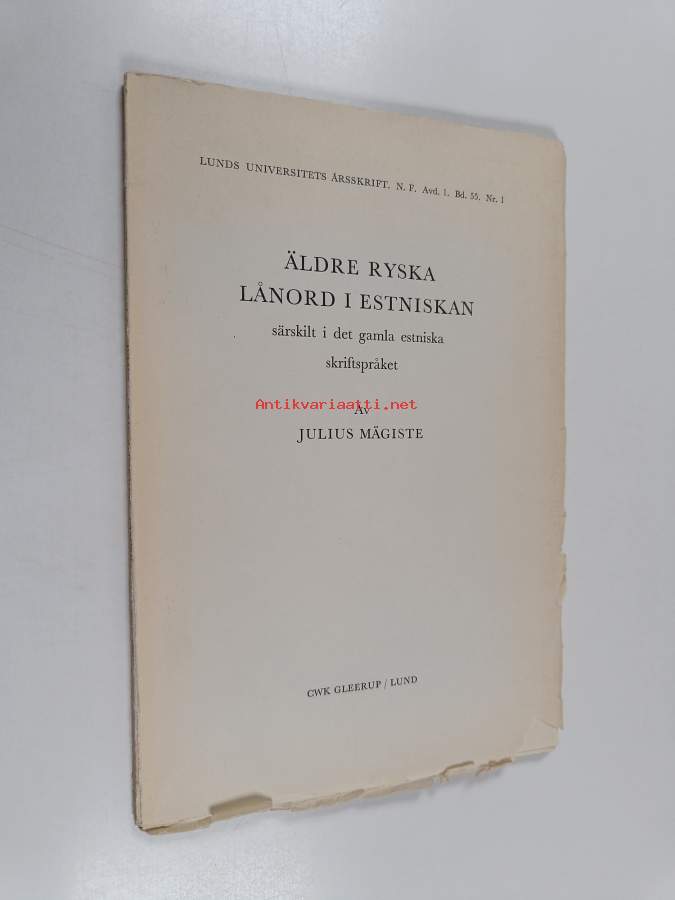 LUNDS UNIVERSITETS ÅRSSKRIFT. N. F. Avd. 1. Bd. 55. Nr. 1
ÄLDRE RYSKA
LÅNORD I ESTNISKAN
särskilt i det gamla estniska
skriftspråket
Antikvariaatti.net
Av
JULIUS MÄGISTE
CWK GLEERUP / LUND